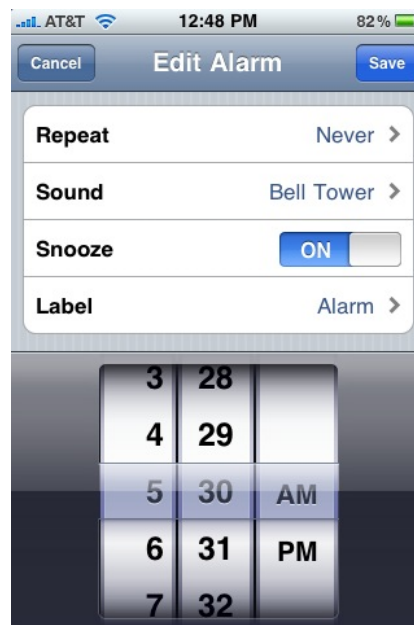 AT&T 12:48 PM 82%
Cancel Edit Alarm Save
Repeat Never
Sound Bell Tower
Snooze ON
Label Alarm
3 28
4 29
5 30 AM
6 31 PM
7 32